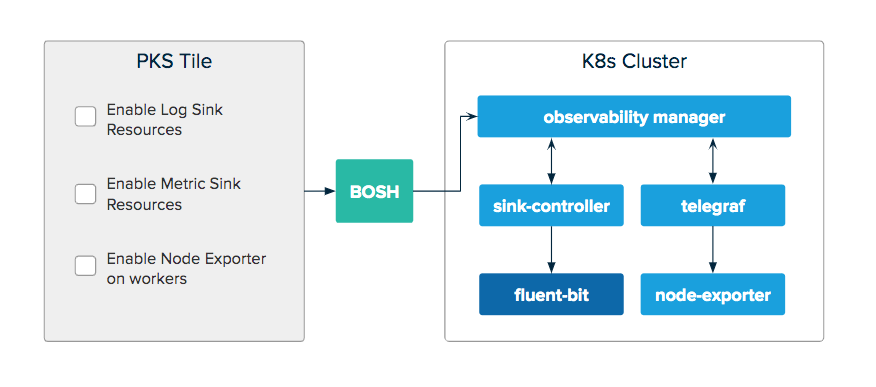 PKS Tile
Enable Log Sink
Resources
Enable Metric Sink
Resources
Enable Node Exporter
on workers
BOSH
K8s Cluster
observability manager
sink-controller
telegraf
fluent-bit
node-exporter